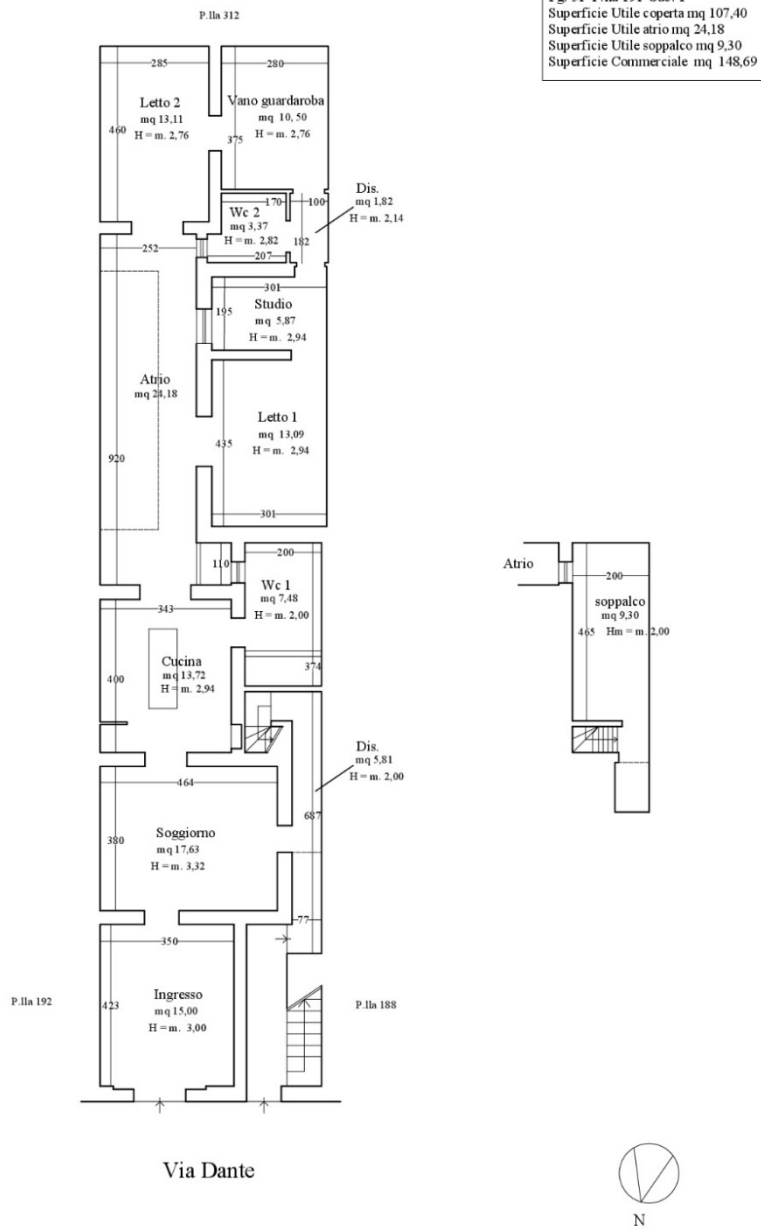 P.lla 312
Superficie Utile coperta mq 107,40
Superficie Utile atrio mq 24,18
Superficie Utile soppalco mq 9,30
Superficie Commerciale mq 148,69
285
280
Letto 2
mq 13,11
H = m. 2,76
460
Vano guardaroba
mq 10, 50
H = m. 2,76
375
Dis.
mq 1,82
H = m. 2,14
170
100
Wc 2
mq 3,37
H = m. 2,82
182
207
252
301
Studio
195
mq 5,87
H = m. 2,94
Atrio
mq 24,18
920
Letto 1
mq 13,09
435
H = m. 2,94
301
110
200
Wc 1
mq 7,48
H = m. 2,00
374
Atrio
200
soppalco
mq 9,30
465
Hm = m. 2,00
343
Cucina
mq 13,72
400
H = m. 2,94
Dis.
mq 5,81
H = m. 2,00
464
687
Soggiorno
380
mq 17,63
H = m. 3,32
77
350
P.lla 192
423
Ingresso
mq 15,00
H = m. 3,00
P.lla 188
Via Dante
N